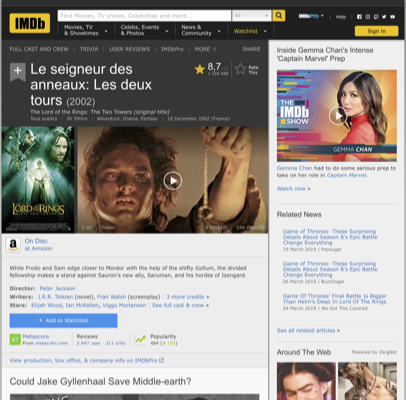 IMDb
Find Movies, TV shows, Celebrities and more...
All
IMDbPro
Help
Movies, TV
& Showtimes
Celebs, Events
& Photos
News &
Community
Watchlist
Sign in
FULL CAST AND CREW | TRIVIA | USER REVIEWS | IMDbPro | MORE
SHARE
Le seigneur des
anneaux: Les deux
tours (2002)
8,7
Rate
This
The Lord of the Rings: The Two Towers (original title)
Tous publics | 2h 59min | Adventure, Drama, Fantasy | 18 December 2002 (France)
THE LORD OF THE RINGS
Trailer
On Disc
at Amazon
While Frodo and Sam edge closer to Mordor with the help of the shifty Gollum, the divided
fellowship makes a stand against Sauron's new ally, Saruman, and his hordes of Isengard.
Director: Peter Jackson
Writers: J.R.R. Tolkien (novel), Fran Walsh (screenplay) | 3 more credits »
Stars: Elijah Wood, Ian McKellen, Viggo Mortensen | See full cast & crew »
+ Add to Watchlist
87
Metascore
From metacritic.com
Reviews
2 447 user | 311 critic
Popularity
View production, box office, & company info on IMDbPro
Could Jake Gyllenhaal Save Middle-earth?
Inside Gemma Chan's Intense
'Captain Marvel' Prep
THE
IMDb
SHOW
GEMMA CHAN
Gemma Chan had to do some serious prep to
take on her role in Captain Marvel.
Watch now »
Related News
Game of Thrones: These Surprising
Details About Season 8's Epic Battle
Change Everything
10 March 2019 | Popsugar
Game of Thrones: These Surprising
Details About Season 8's Epic Battle
Change Everything
06 March 2019 | BuzzSugar
Game Of Thrones' Final Battle Is Bigger
Than Helm's Deep In Lord Of The Rings
04 March 2019 | We Got This Covered
See all related articles »
Around The Web
Powered by ZergNet